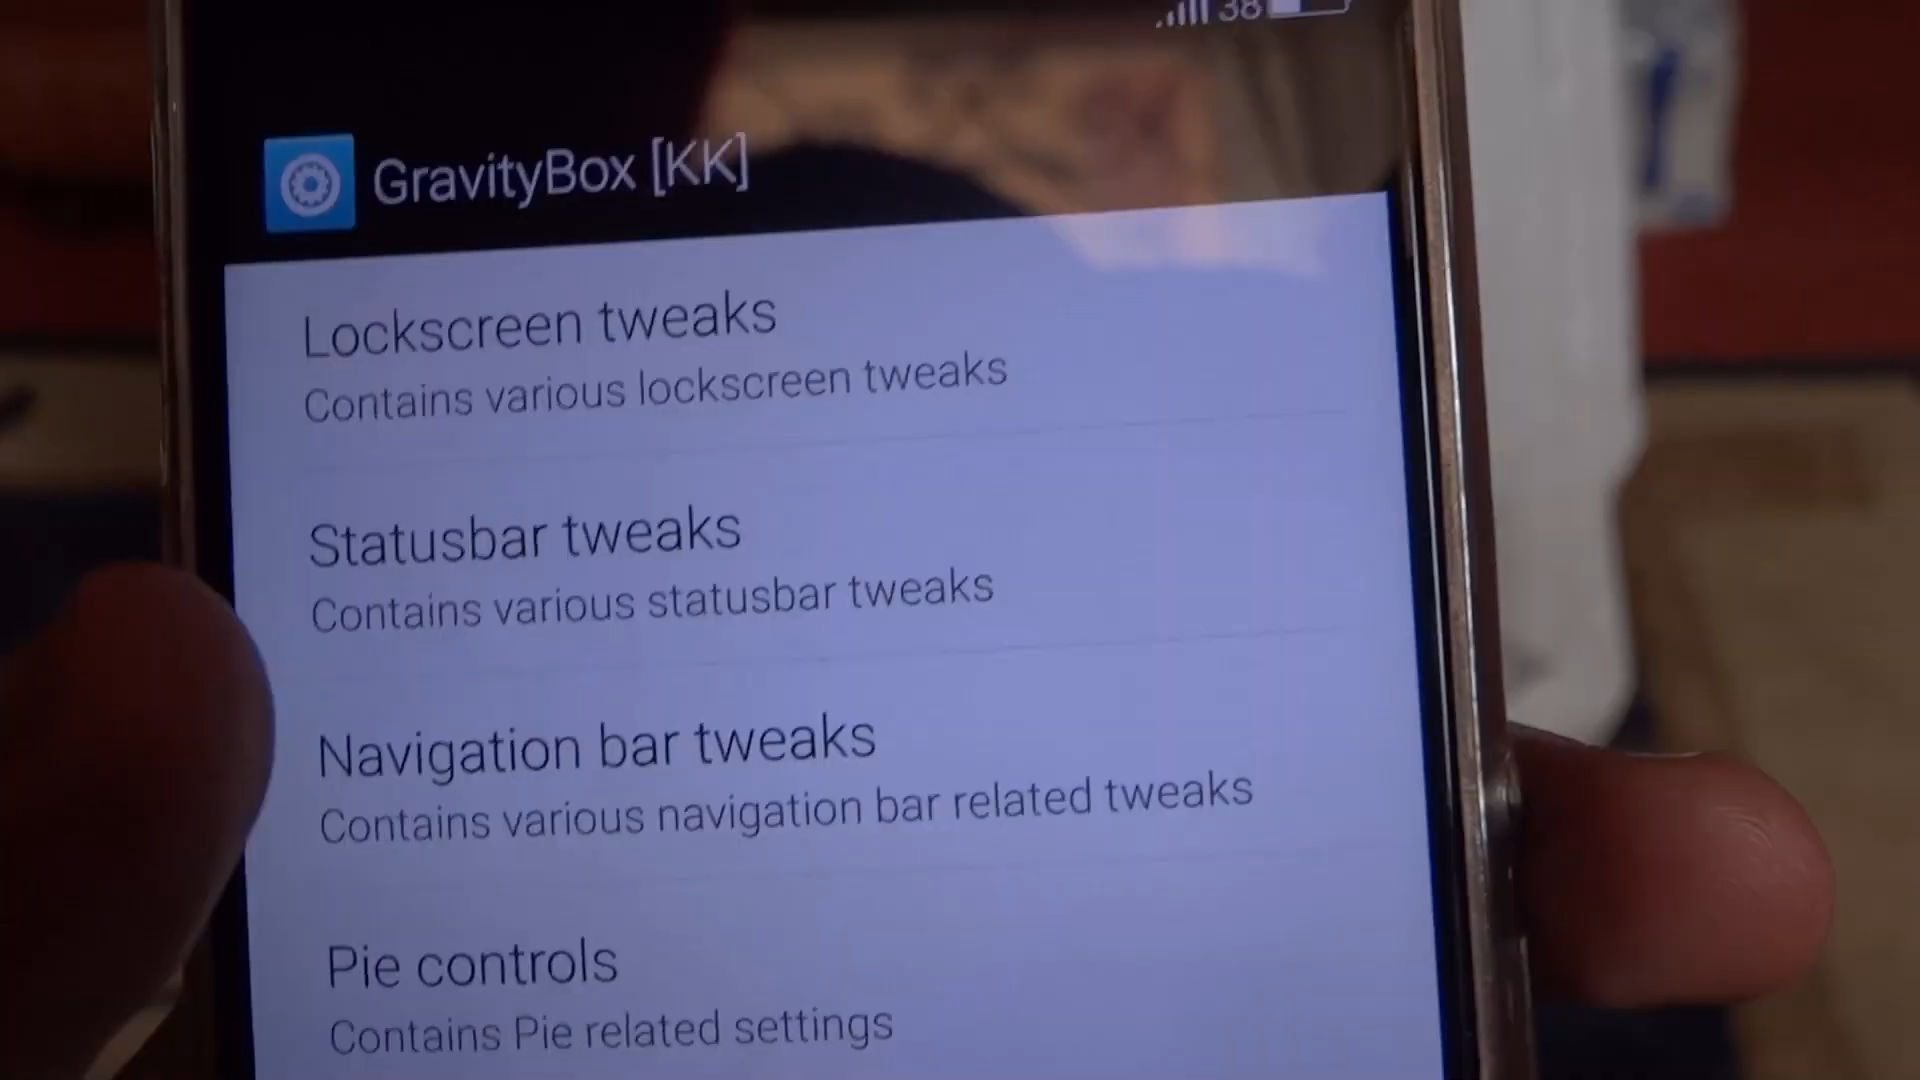 38
GravityBox [KK]
Lockscreen tweaks
Contains various lockscreen tweaks
Statusbar tweaks
Contains various statusbar tweaks
Navigation bar tweaks
Contains various navigation bar related tweaks
Pie controls
Contains Pie related settings